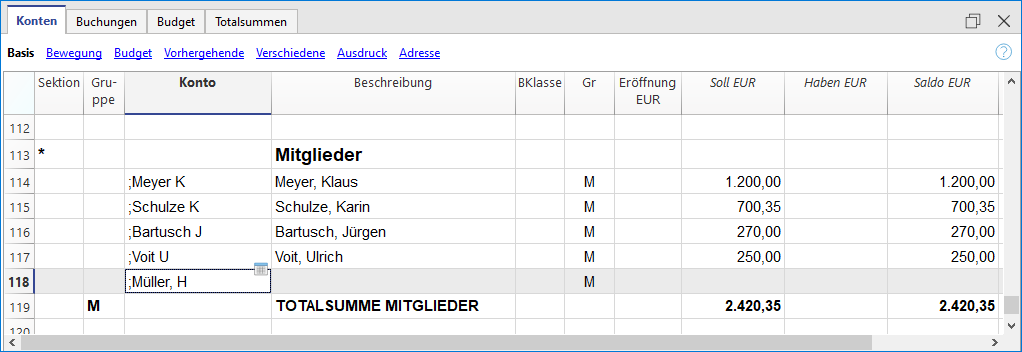 Konten Buchungen Budget Totalsummen
Basis Bewegung Budget Vorhergehende Verschiedene Ausdruck Adresse
Sektion Gru-ppe Konto Beschreibung BKlasse Gr Eröffnung EUR Soll EUR Haben EUR Saldo EUR
112
113 * Mitglieder
114 ;Meyer K Meyer, Klaus M 1.200,00 1.200,00
115 ;Schulze K Schulze, Karin M 700,35 700,35
116 ;Bartusch J Bartusch, Jürgen M 270,00 270,00
117 ;Voit U Voit, Ulrich M 250,00 250,00
118 ;Müller, H M
119 M TOTALSUMME MITGLIEDER 2.420,35 2.420,35
120